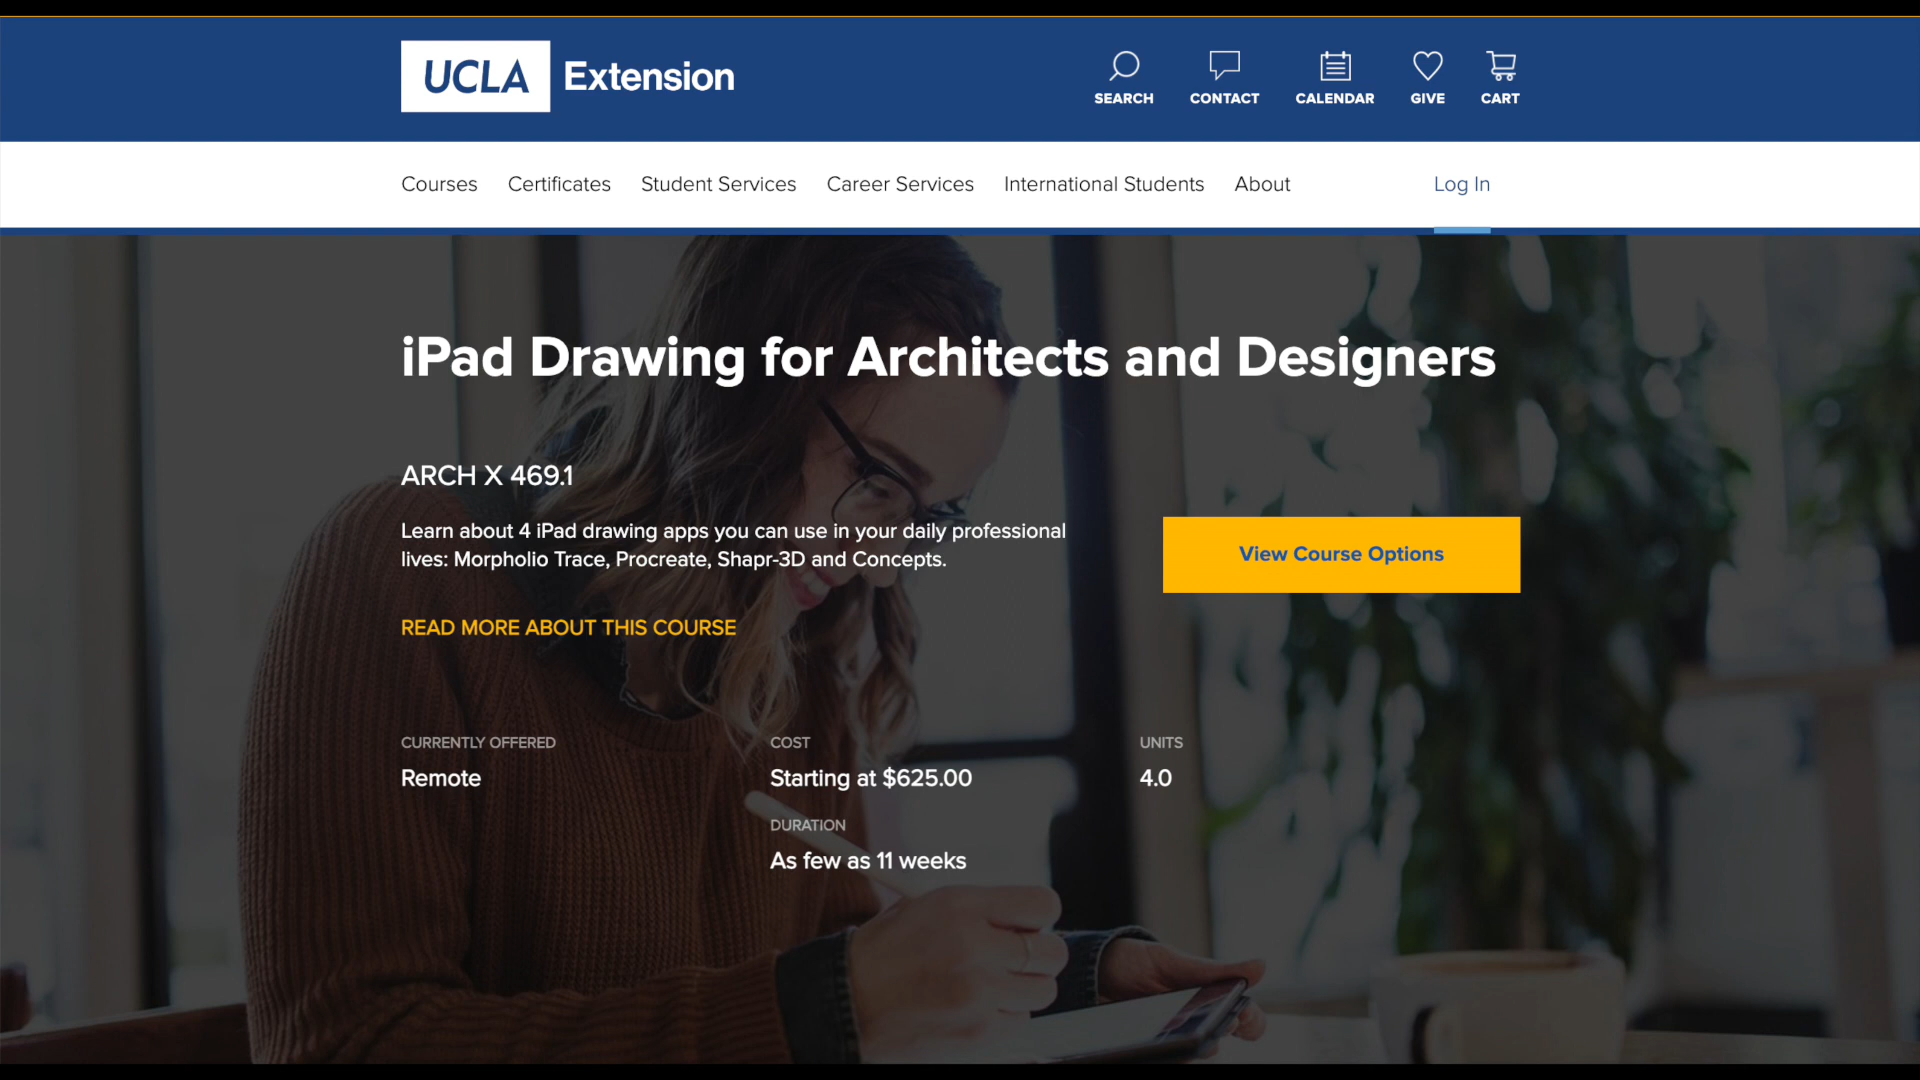 UCLA Extension
SEARCH
CONTACT
CALENDAR
GIVE
CART
Courses
Certificates
Student Services
Career Services
International Students
About
Log In
iPad Drawing for Architects and Designers
ARCH X 469.1
Learn about 4 iPad drawing apps you can use in your daily professional
lives: Morpholio Trace, Procreate, Shapr-3D and Concepts.
View Course Options
READ MORE ABOUT THIS COURSE
CURRENTLY OFFERED
Remote
COST
Starting at $625.00
DURATION
As few as 11 weeks
UNITS
4.0